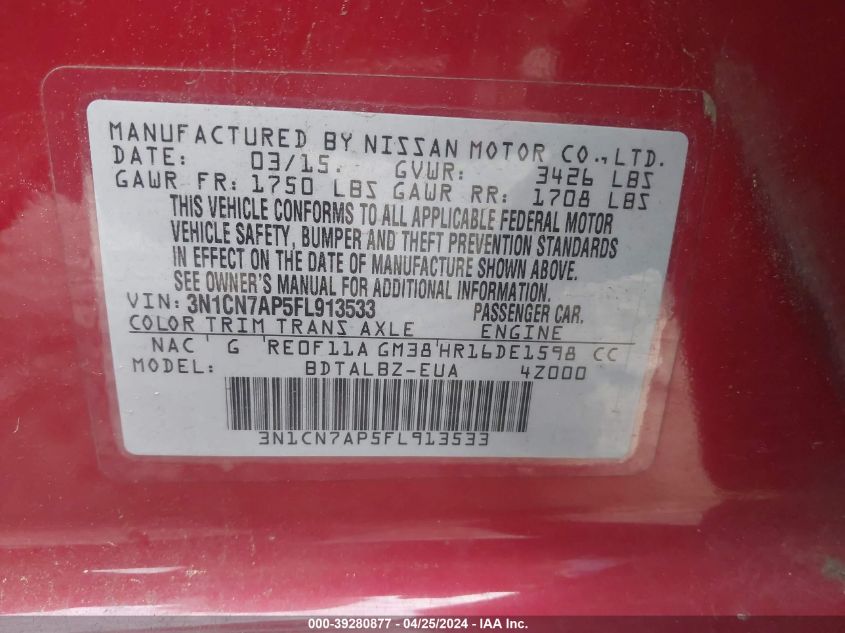 MANUFACTURED BY NISSAN MOTOR CO.,LTD.
DATE: 03/15. GVWR: 3426 LBS
GAWR FR: 1750 LBS GAWR RR: 1708 LBS
THIS VEHICLE CONFORMS TO ALL APPLICABLE FEDERAL MOTOR
VEHICLE SAFETY, BUMPER AND THEFT PREVENTION STANDARDS
IN EFFECT ON THE DATE OF MANUFACTURE SHOWN ABOVE.
SEE OWNER'S MANUAL FOR ADDITIONAL INFORMATION.
VIN: 3N1CN7AP5FL913533 PASSENGER CAR.
COLOR TRIM TRANS AXLE ENGINE
NAC ' G 'RE0F11A GM38'HR16DE1598 CC
MODEL: BDTALBZ-EUA 4Z000
3N1CN7AP5FL913533
000-39280877 - 04/25/2024 - IAA Inc.